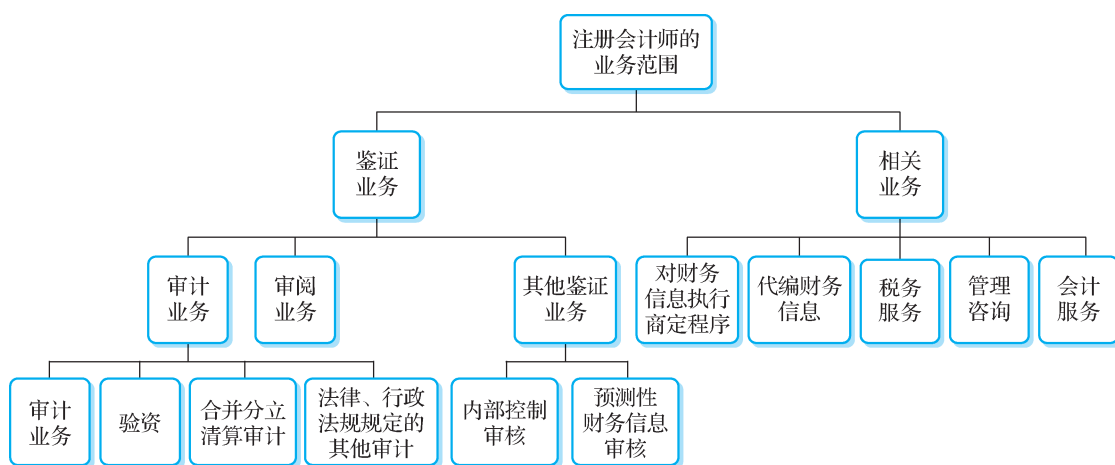 注册会计师的
业务范围
鉴证
业务
相关
业务
审计
业务
审阅
业务
其他鉴证
业务
对财务
信息执行
商定程序
代编财务
信息
税务
服务
管理
咨询
会计
服务
审计
业务
验资
合并分立
清算审计
法律、行政
法规规定的
其他审计
内部控制
审核
预测性
财务信息
审核